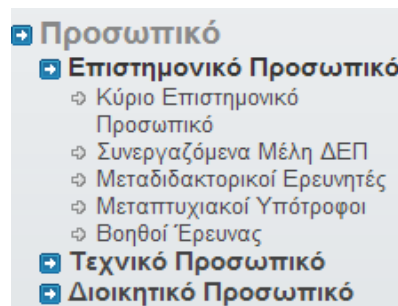 Προσωπικό
Επιστημονικό Προσωπικό
Κύριο Επιστημονικό
Προσωπικό
Συνεργαζόμενα Μέλη ΔΕΠ
Μεταδιδακτορικοί Ερευνητές
Μεταπτυχιακοί Υπότροφοι
Βοηθοί Έρευνας
Τεχνικό Προσωπικό
Διοικητικό Προσωπικό